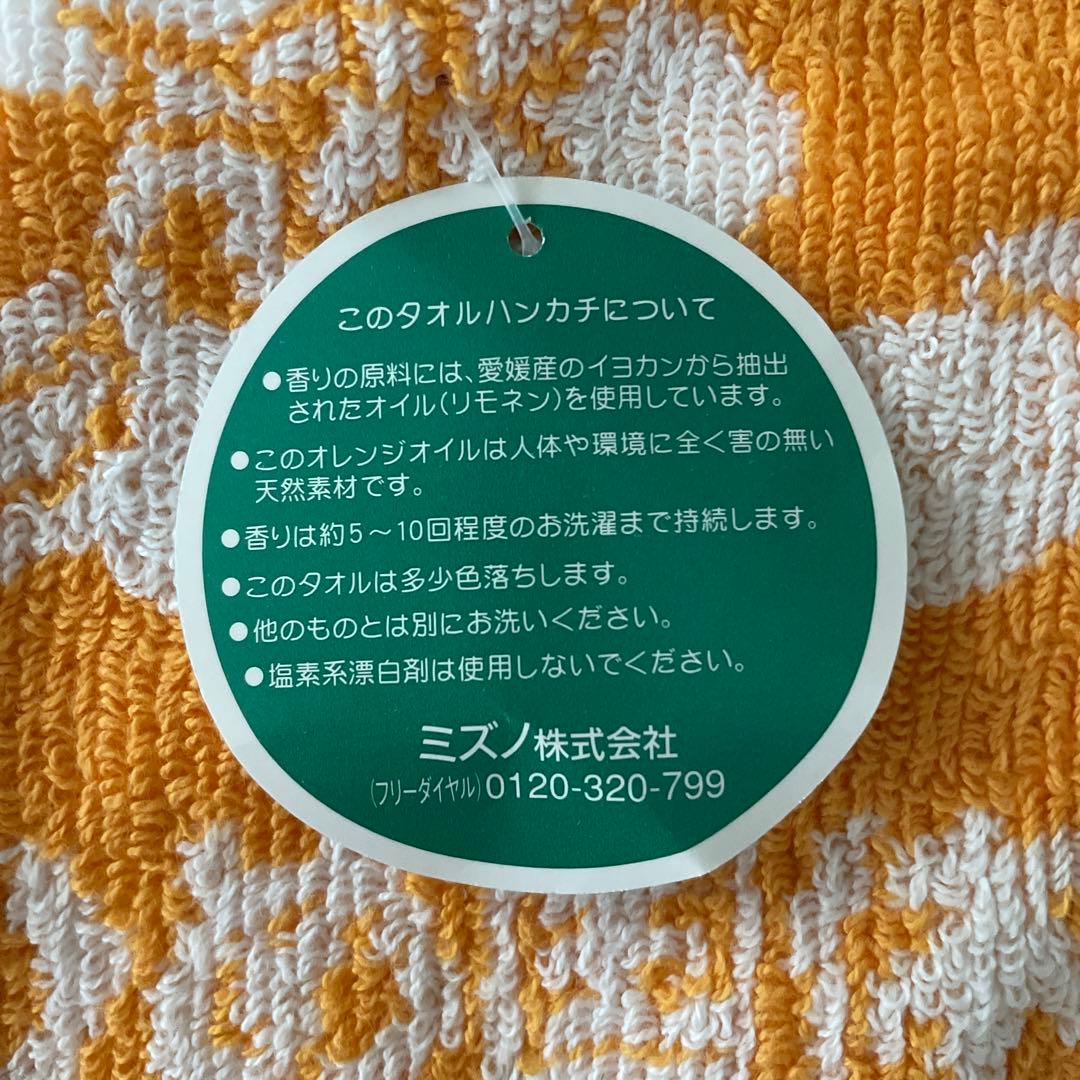 このタオルハンカチについて
●香りの原料には、愛媛産のイヨカンから抽出
されたオイル(リモネン)を使用しています。
●このオレンジオイルは人体や環境に全く害の無い
天然素材です。
●香りは約5～10回程度のお洗濯まで持続します。
●このタオルは多少色落ちします。
●他のものとは別にお洗いください。
●塩素系漂白剤は使用しないでください。
ミズノ株式会社
(フリーダイヤル)0120-320-799